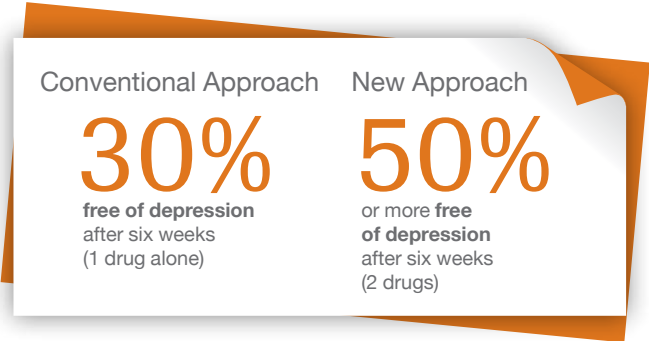 Conventional Approach
30%
free of depression
after six weeks
(1 drug alone)
New Approach
50%
or more free
of depression
after six weeks
(2 drugs)